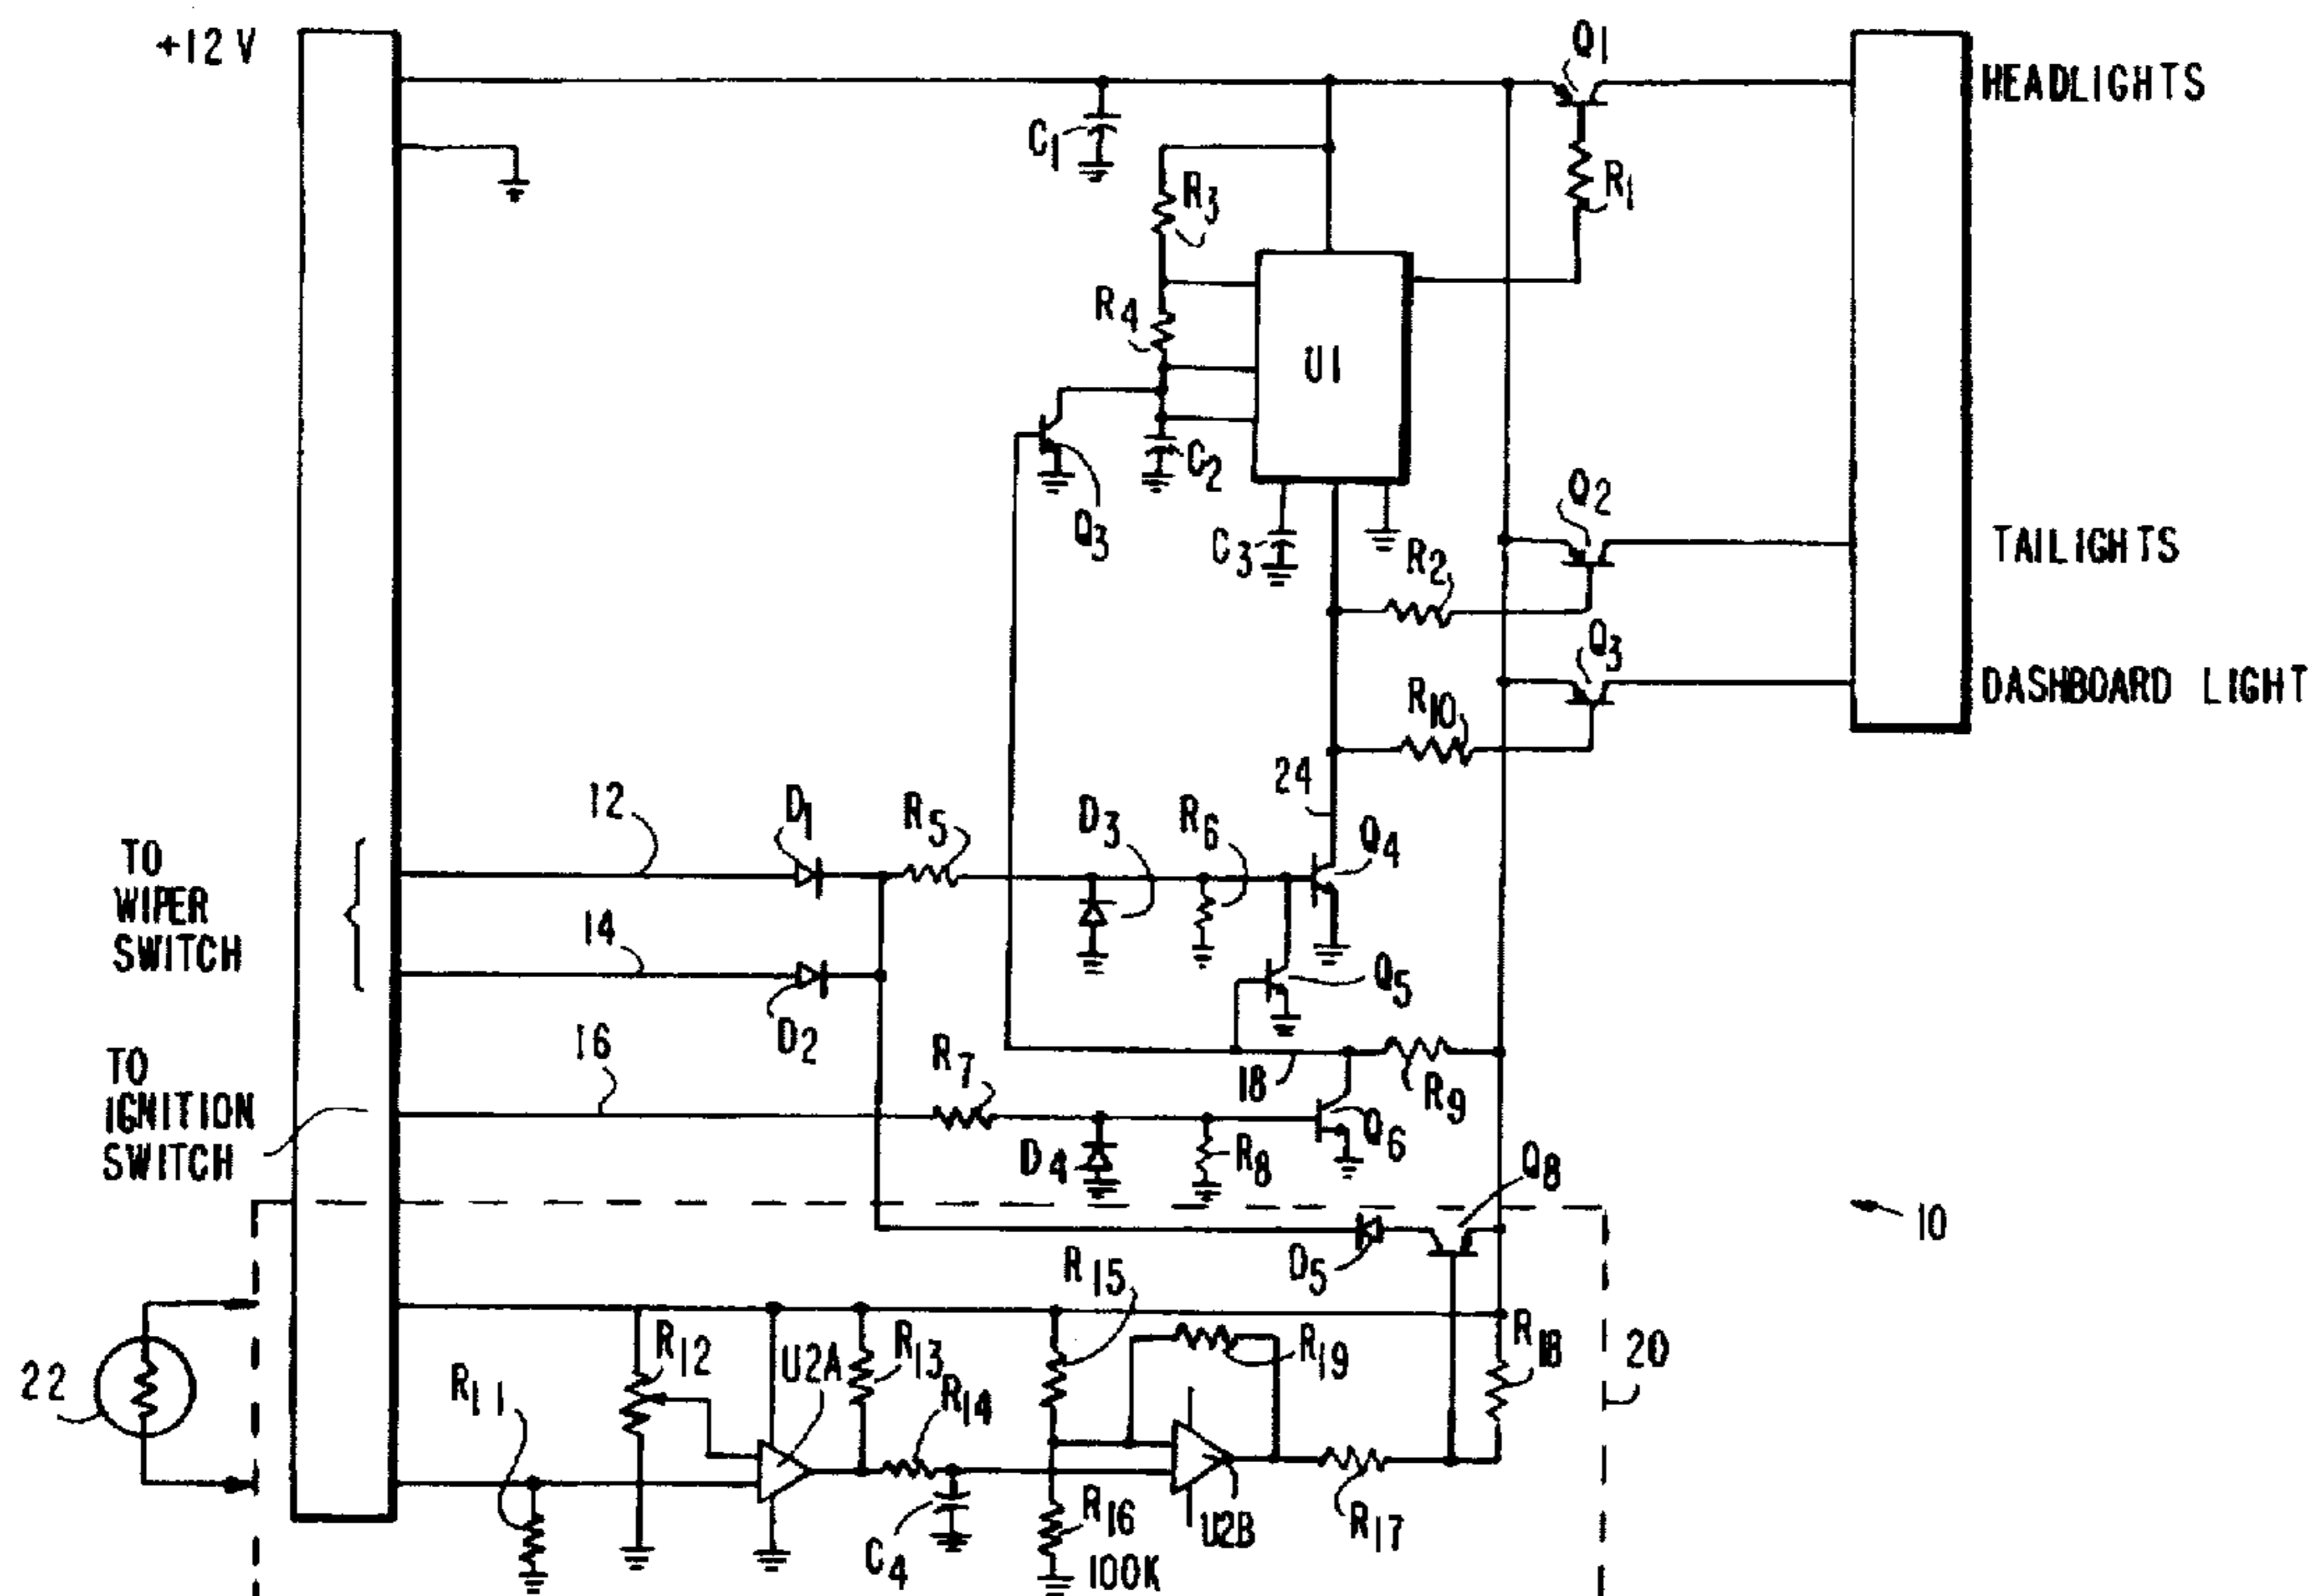 +12 V
Q1
HEADLIGHTS
C1
R3
R1
R4
U1
C2
Q3
C3
R2
Q2
TAILIGHTS
Q3
R10
DASHBOARD LIGHT
24
12
D1
R5
D3
R6
Q4
TO
WIPER
SWITCH
14
D2
Q5
16
R7
18
R9
TO
IGNITION
SWITCH
D4
R8
Q6
Q8
10
D5
R15
22
R11
R12
U2A
R13
R14
R19
R18
20
C4
R16
100K
U2B
R17